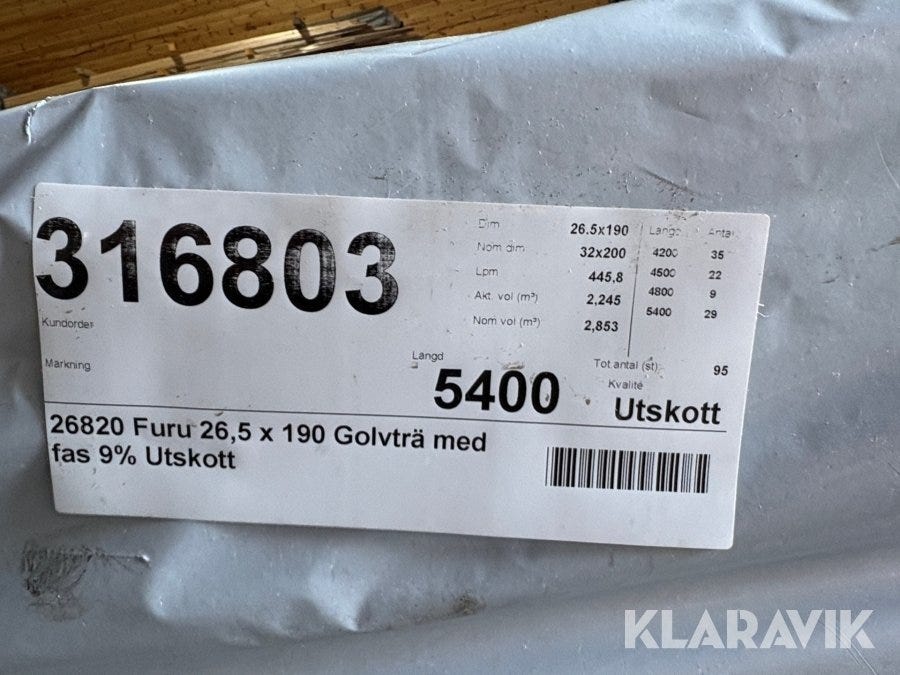 316803
Kundorder
Markning
Dim 26.5x190
Nom dim 32x200
Lpm 445,8
Akt. vol (m³) 2,245
Nom vol (m³) 2,853
Längd Antal
4200 35
4500 22
4800 9
5400 29
Tot.antal (st) 95
Längd
5400
Kvalité
Utskott
26820 Furu 26,5 x 190 Golvträ med
fas 9% Utskott
KLARAVIK